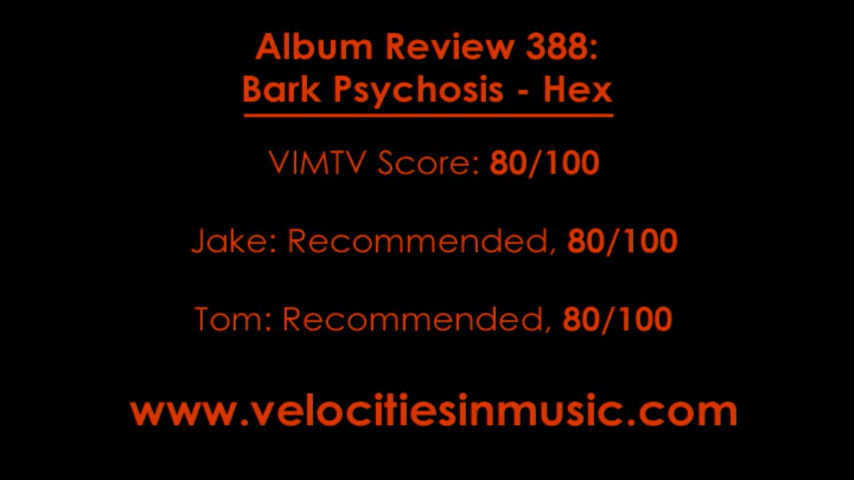 Album Review 388:
Bark Psychosis - Hex
VIMTV Score: 80/100
Jake: Recommended, 80/100
Tom: Recommended, 80/100
www.velocitiesinmusic.com